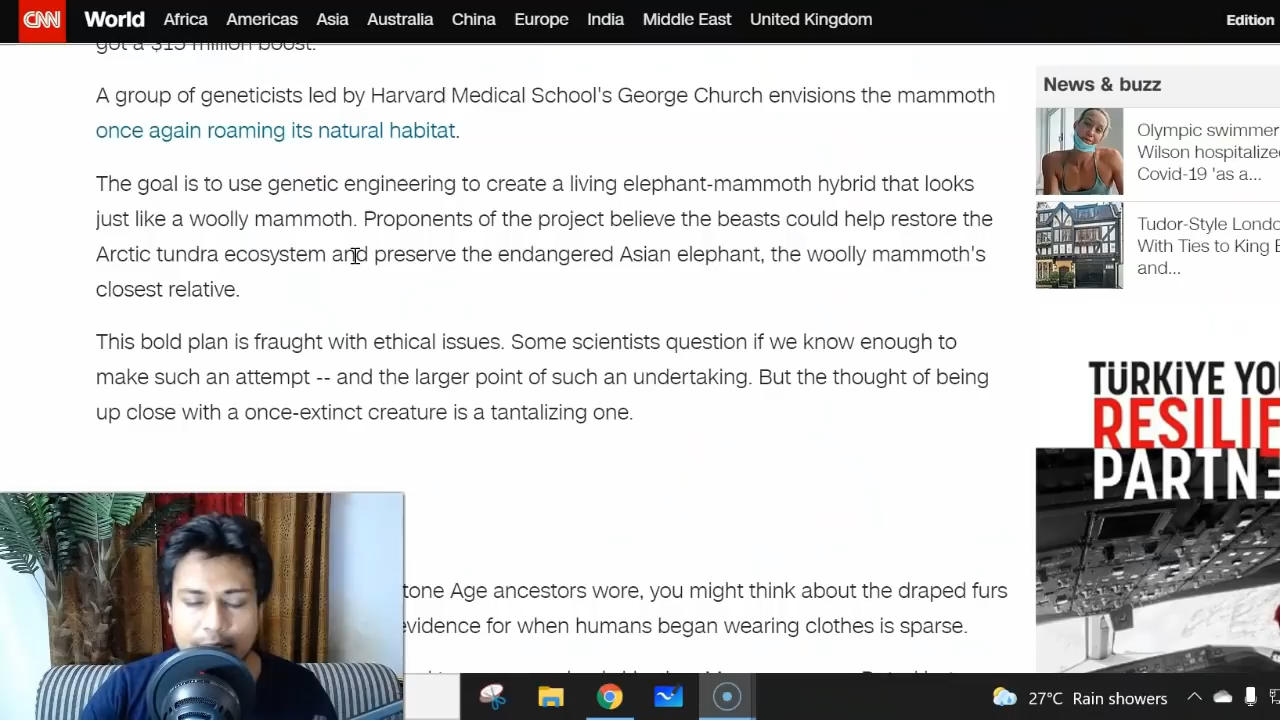 CNN World Africa Americas Asia Australia China Europe India Middle East United Kingdom Edition
got a $15 million boost.
A group of geneticists led by Harvard Medical School's George Church envisions the mammoth
once again roaming its natural habitat.
The goal is to use genetic engineering to create a living elephant-mammoth hybrid that looks
just like a woolly mammoth. Proponents of the project believe the beasts could help restore the
Arctic tundra ecosystem and preserve the endangered Asian elephant, the woolly mammoth's
closest relative.
This bold plan is fraught with ethical issues. Some scientists question if we know enough to
make such an attempt -- and the larger point of such an undertaking. But the thought of being
up close with a once-extinct creature is a tantalizing one.
tone Age ancestors wore, you might think about the draped furs
evidence for when humans began wearing clothes is sparse.
News & buzz
Olympic swimmer
Wilson hospitalize
Covid-19 'as a...
Tudor-Style Londo
With Ties to King E
and...
TÜRKİYE YO
RESILIE
PARTN
27°C Rain showers